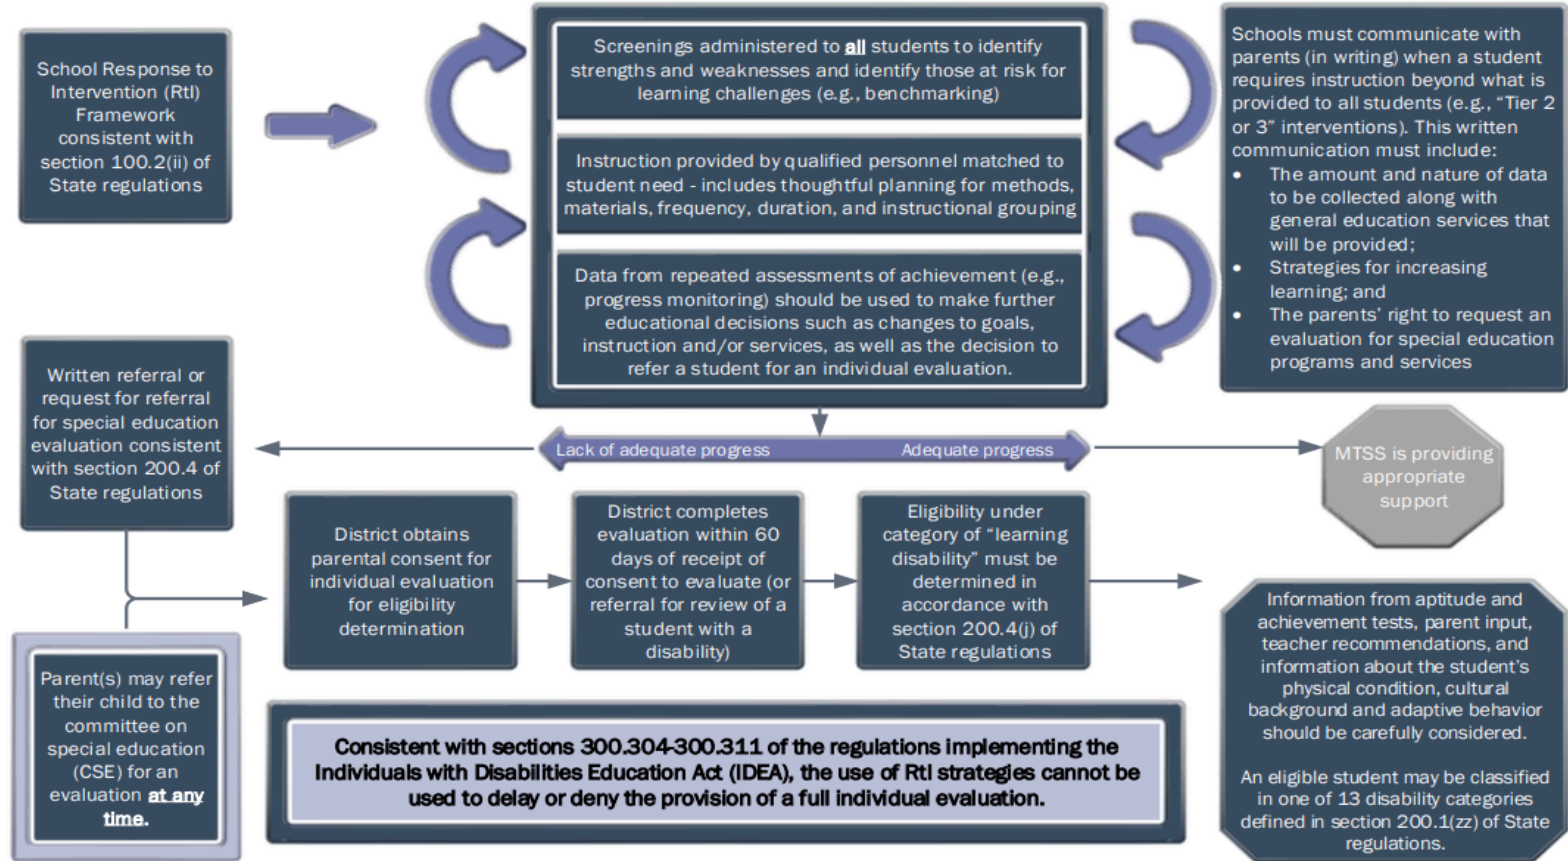 School Response to
Intervention (RtI)
Framework
consistent with
section 100.2(ii) of
State regulations
Screenings administered to all students to identify
strengths and weaknesses and identify those at risk for
learning challenges (e.g., benchmarking)
Instruction provided by qualified personnel matched to
student need - includes thoughtful planning for methods,
materials, frequency, duration, and instructional grouping
Data from repeated assessments of achievement (e.g.,
progress monitoring) should be used to make further
educational decisions such as changes to goals,
instruction and/or services, as well as the decision to
refer a student for an individual evaluation.
Schools must communicate with
parents (in writing) when a student
requires instruction beyond what is
provided to all students (e.g., “Tier 2
or 3” interventions). This written
communication must include:
• The amount and nature of data
to be collected along with
general education services that
will be provided;
• Strategies for increasing
learning; and
• The parents’ right to request an
evaluation for special education
programs and services
Lack of adequate progress
Adequate progress
MTSS is providing
appropriate
support
Written referral or
request for referral
for special education
evaluation consistent
with section 200.4 of
State regulations
Parent(s) may refer
their child to the
committee on
special education
(CSE) for an
evaluation at any
time.
District obtains
parental consent for
individual evaluation
for eligibility
determination
District completes
evaluation within 60
days of receipt of
consent to evaluate (or
referral for review of a
student with a
disability)
Eligibility under
category of “learning
disability” must be
determined in
accordance with
section 200.4(j) of
State regulations
Information from aptitude and
achievement tests, parent input,
teacher recommendations, and
information about the student’s
physical condition, cultural
background and adaptive behavior
should be carefully considered.
An eligible student may be classified
in one of 13 disability categories
defined in section 200.1(zz) of State
regulations.
Consistent with sections 300.304-300.311 of the regulations implementing the
Individuals with Disabilities Education Act (IDEA), the use of RtI strategies cannot be
used to delay or deny the provision of a full individual evaluation.